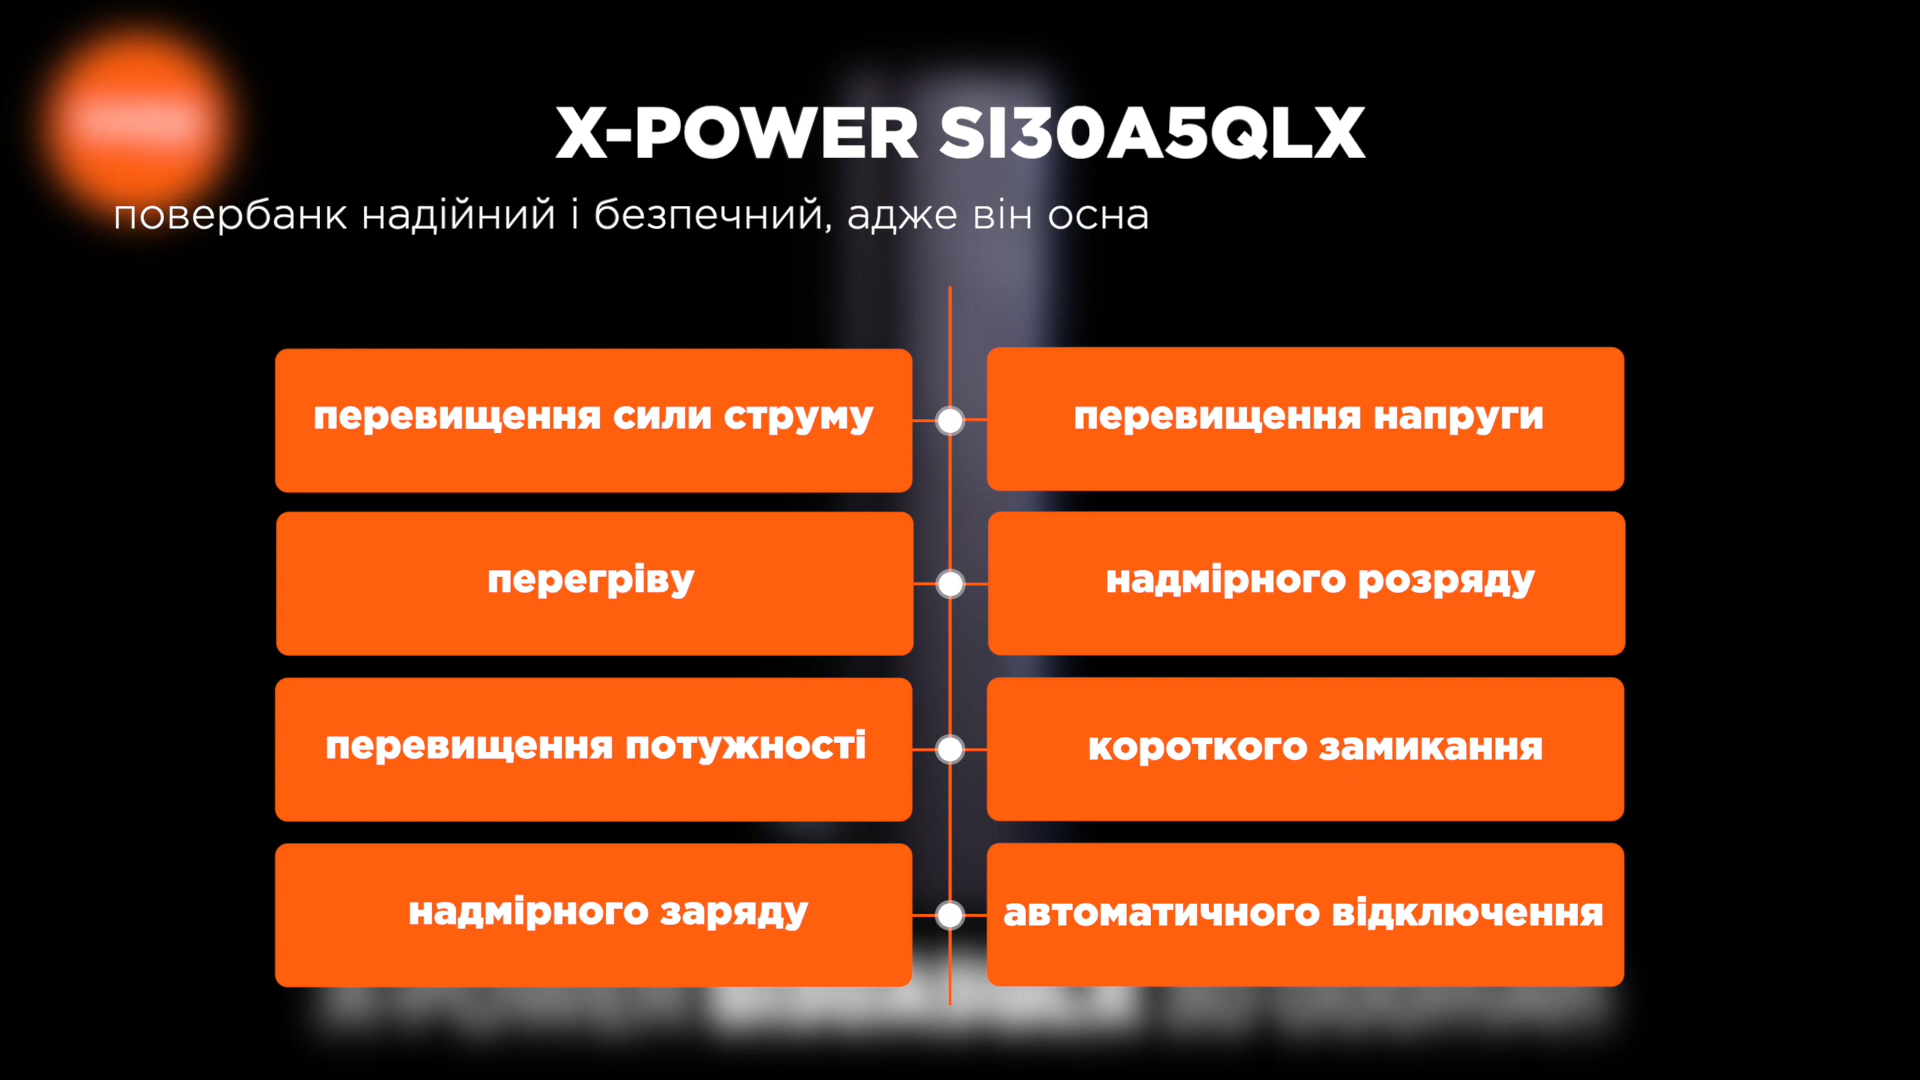 X-POWER SI30A5QLX
повербанк надійний і безпечний, адже він осна
перевищення сили струму
перевищення напруги
перегріву
надмірного розряду
перевищення потужності
короткого замикання
надмірного заряду
автоматичного відключення